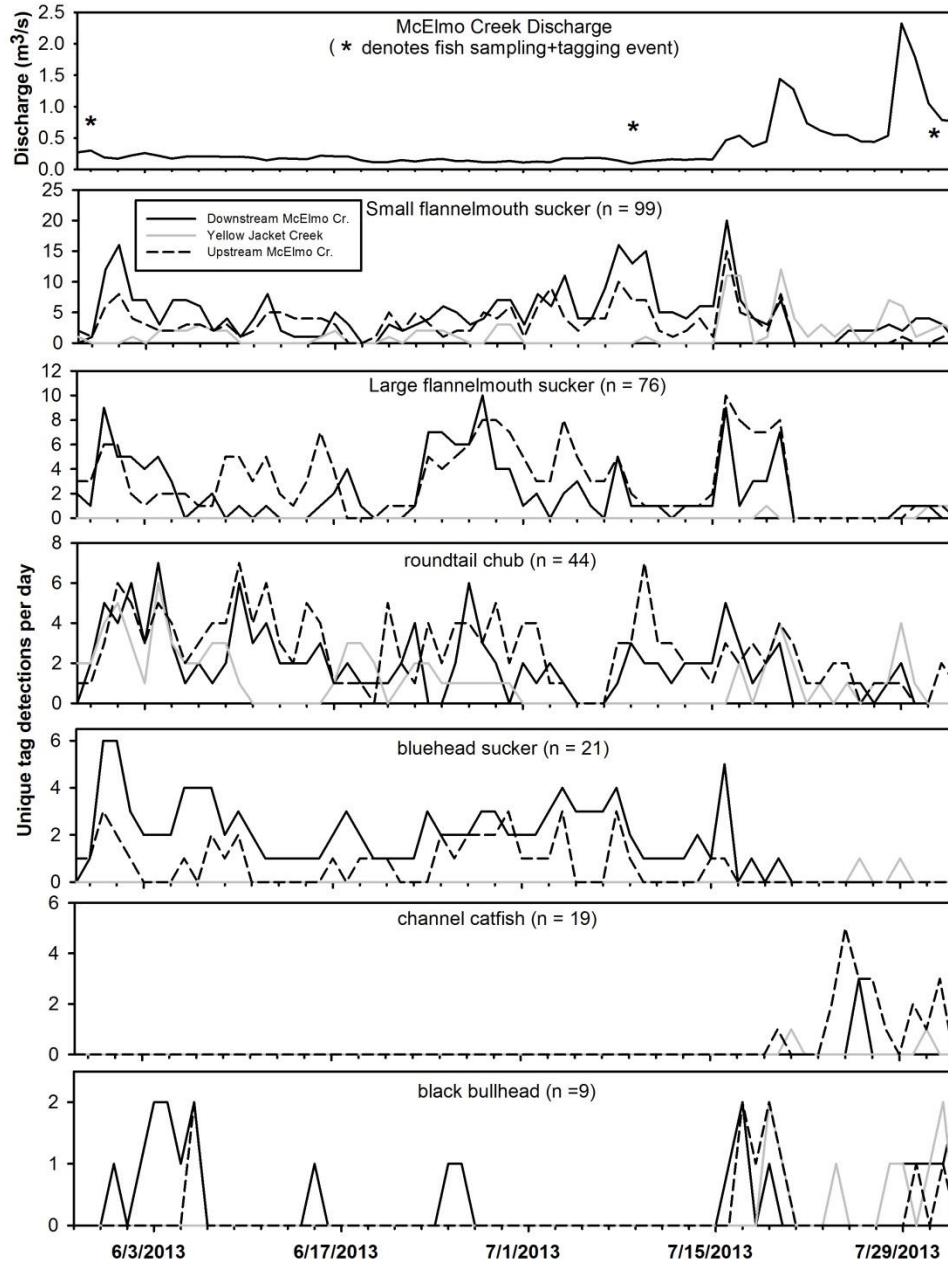 McElmo Creek Discharge
( * denotes fish sampling+tagging event)
Discharge (m3/s)
2.5
2.0
1.5
1.0
0.5
0.0
*
*
*
Small flannelmouth sucker (n = 99)
Downstream McElmo Cr.
Yellow Jacket Creek
Upstream McElmo Cr.
25
20
15
10
5
0
Large flannelmouth sucker (n = 76)
12
10
8
6
4
2
0
Unique tag detections per day
roundtail chub (n = 44)
8
6
4
2
0
bluehead sucker (n = 21)
6
4
2
0
channel catfish (n = 19)
6
4
2
0
black bullhead (n =9)
2
1
0
6/3/2013 6/17/2013 7/1/2013 7/15/2013 7/29/2013